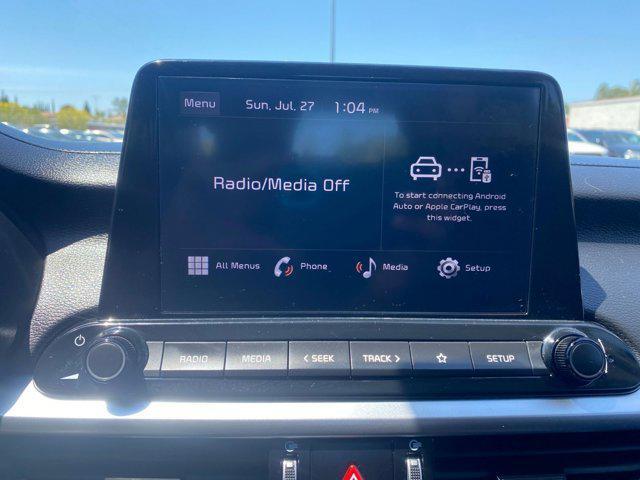 Menu Sun, Jul. 27 1:04 PM
Radio/Media Off
To start connecting Android
Auto or Apple CarPlay, press
this widget.
All Menus Phone Media Setup
RADIO MEDIA < SEEK TRACK > SETUP